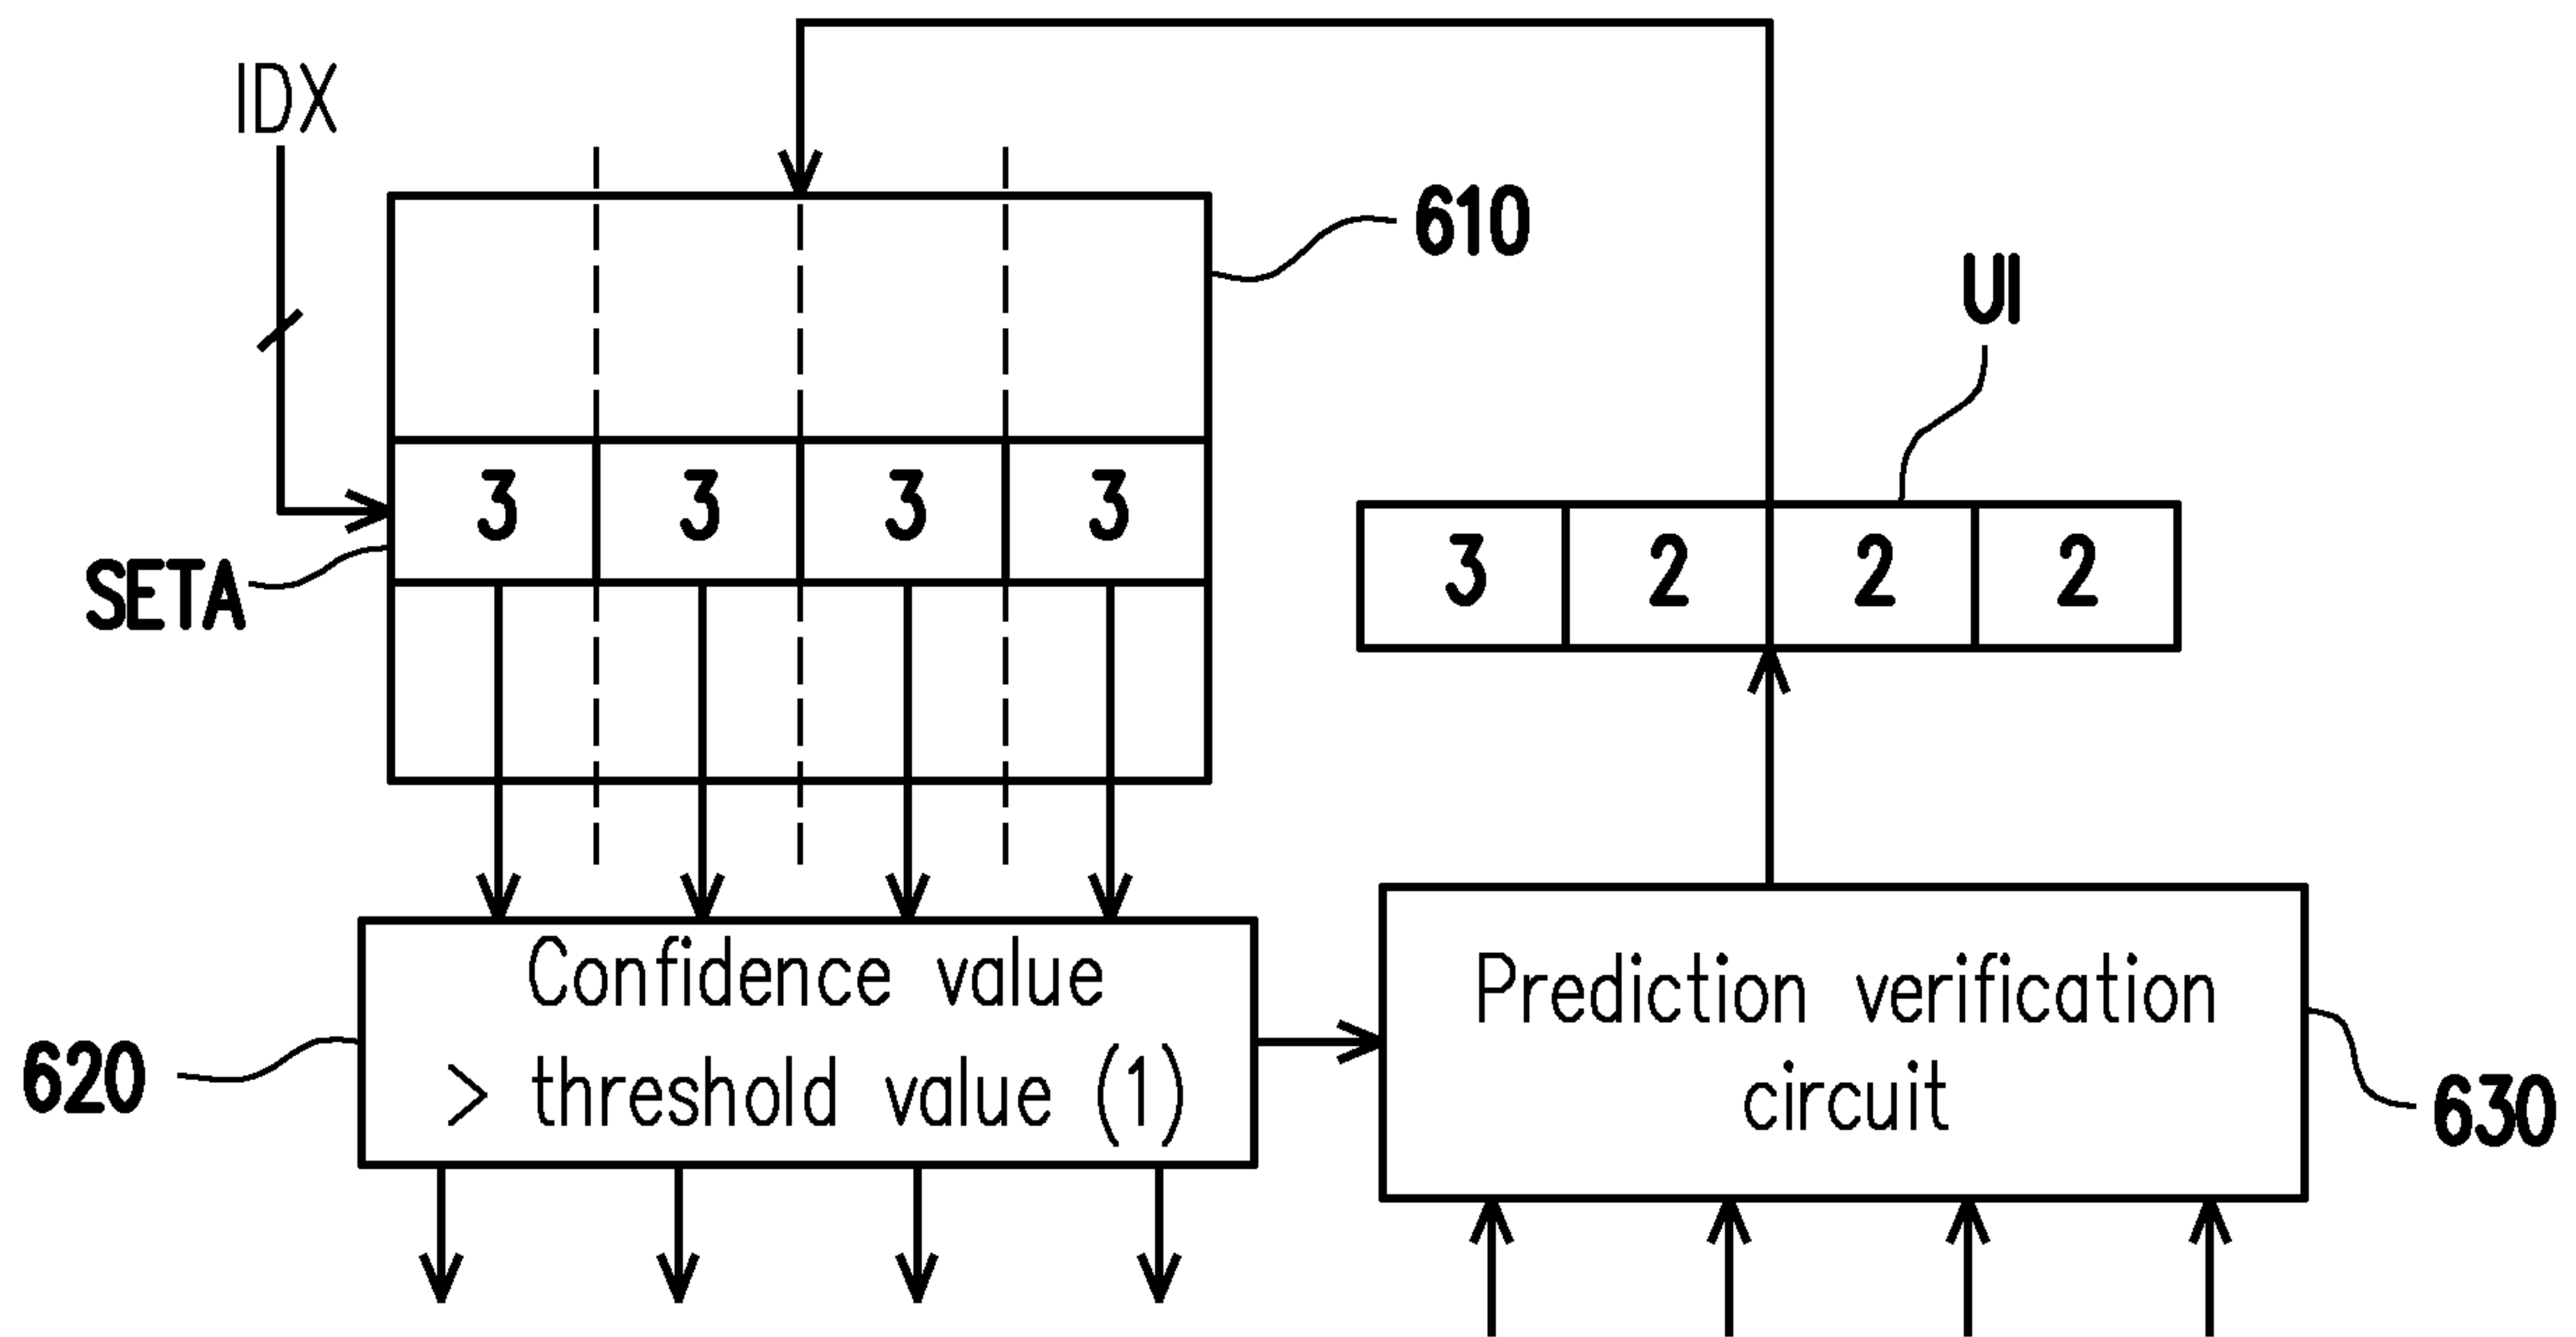 IDX
610
UI
3 3 3 3
SETA
3 2 2 2
Confidence value
> threshold value (1)
620
Prediction verification
circuit
630